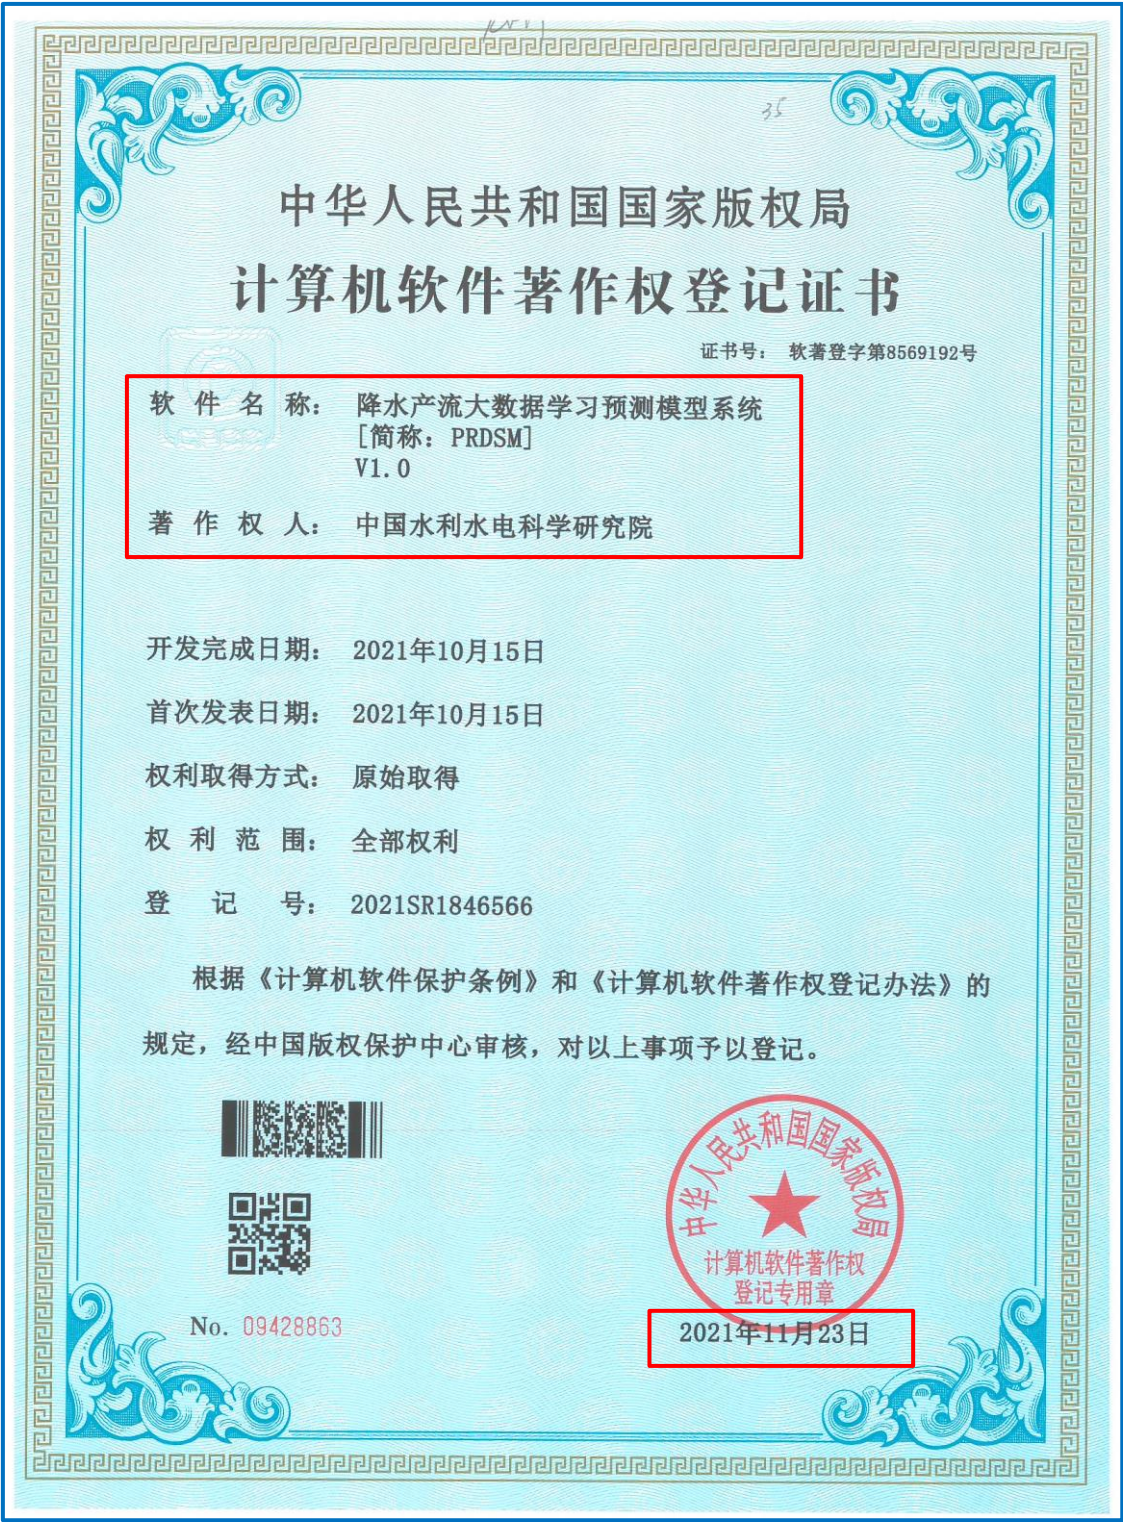 35
中华人民共和国国家版权局
计算机软件著作权登记证书
证书号： 软著登字第8569192号
软件名称： 降水产流大数据学习预测模型系统
[简称：PRDSM]
V1.0
著作权人： 中国水利水电科学研究院
开发完成日期： 2021年10月15日
首次发表日期： 2021年10月15日
权利取得方式： 原始取得
权利范围： 全部权利
登记号： 2021SR1846566
根据《计算机软件保护条例》和《计算机软件著作权登记办法》的
规定，经中国版权保护中心审核，对以上事项予以登记。
中华人民共和国国家版权局
计算机软件著作权
登记专用章
No. 09428863
2021年11月23日